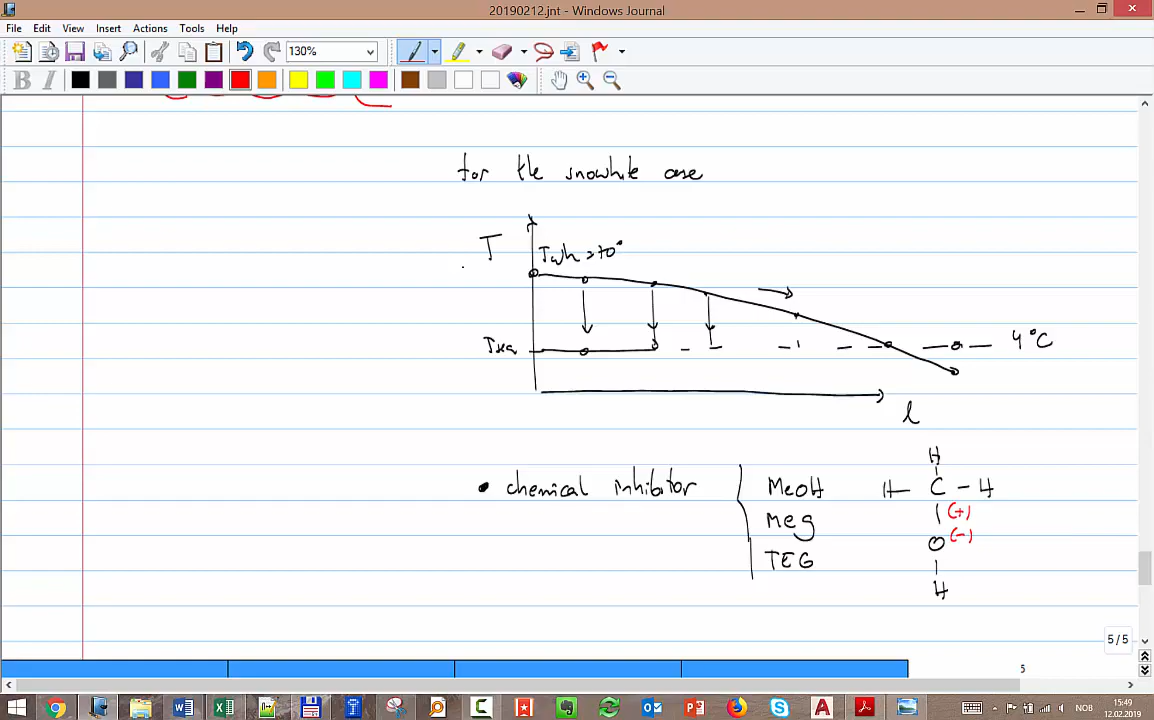 20190212.jnt - Windows Journal
File Edit View Insert Actions Tools Help
130%
for the snowhite case
T
Twh > 70°
4°C
l
H
• chemical inhibitor
MeOH
H - C - H
(+)
Meg
O
(-)
TEG
H
5 / 5
5
NOB
15:49
12.02.2019